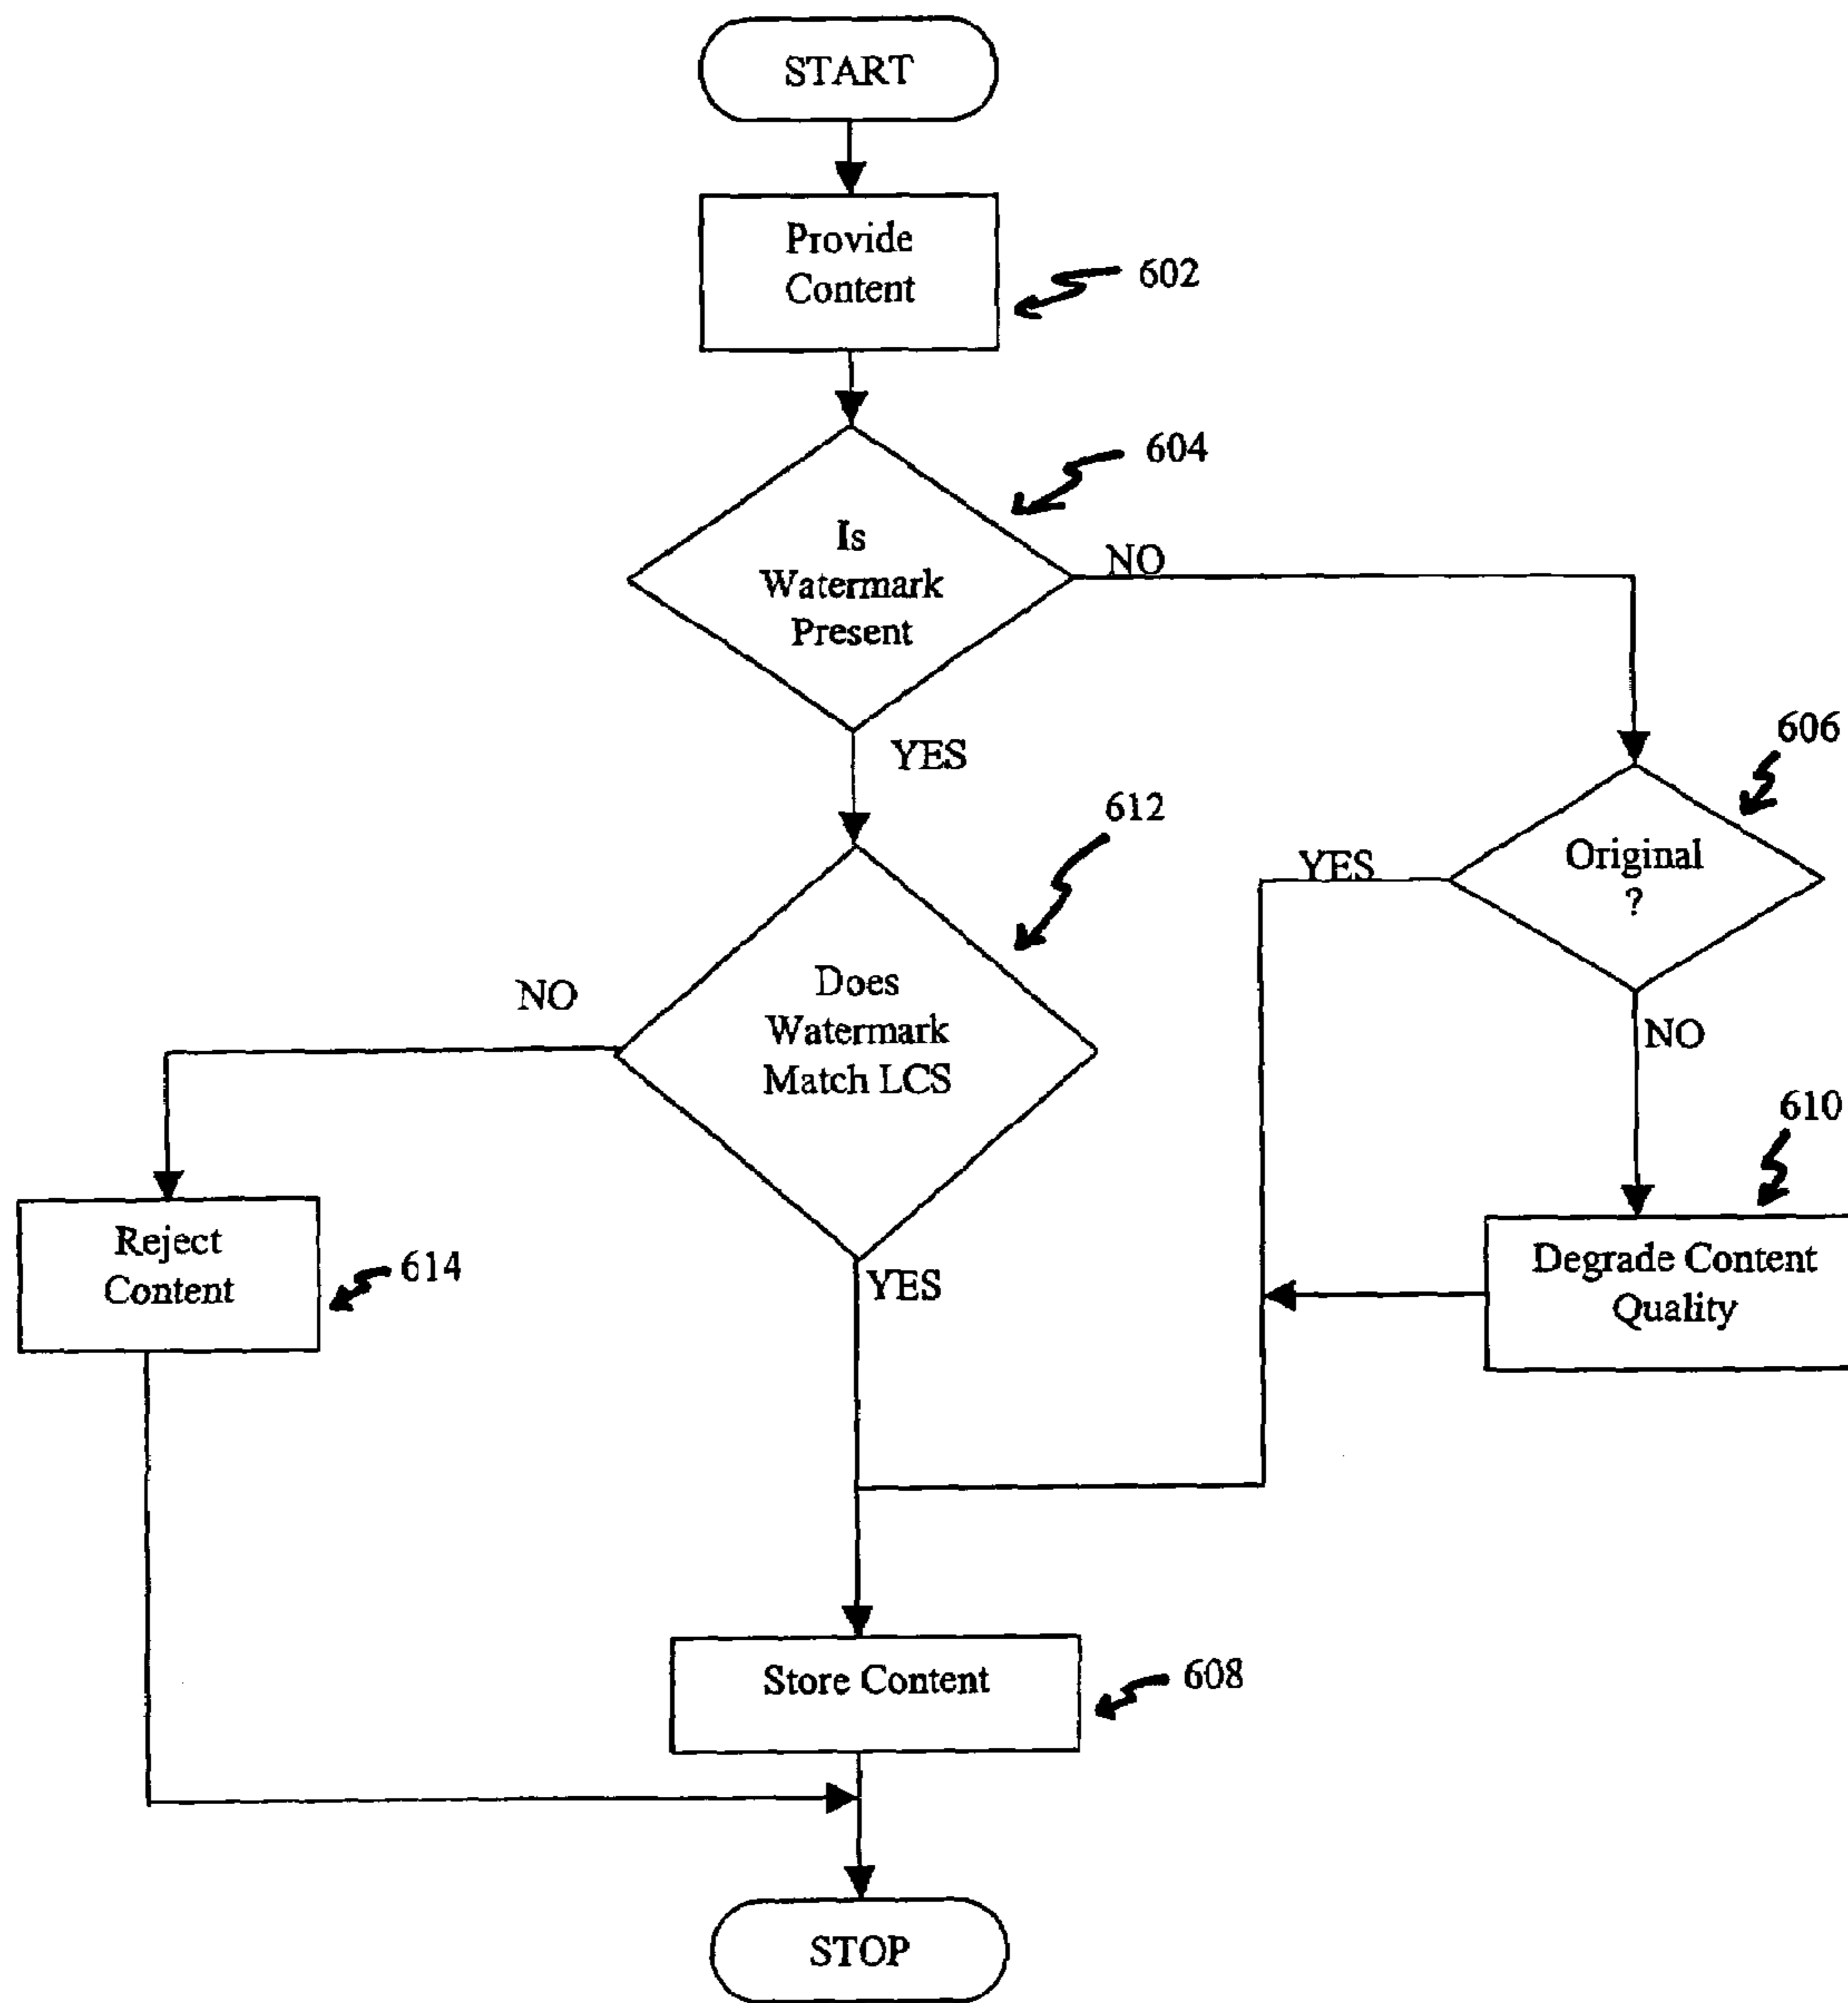 START
Provide
Content
602
604
Is
Watermark
Present
NO
YES
606
Original
?
YES
NO
612
Does
Watermark
Match LCS
NO
YES
610
Degrade Content
Quality
Reject
Content
614
Store Content
608
STOP